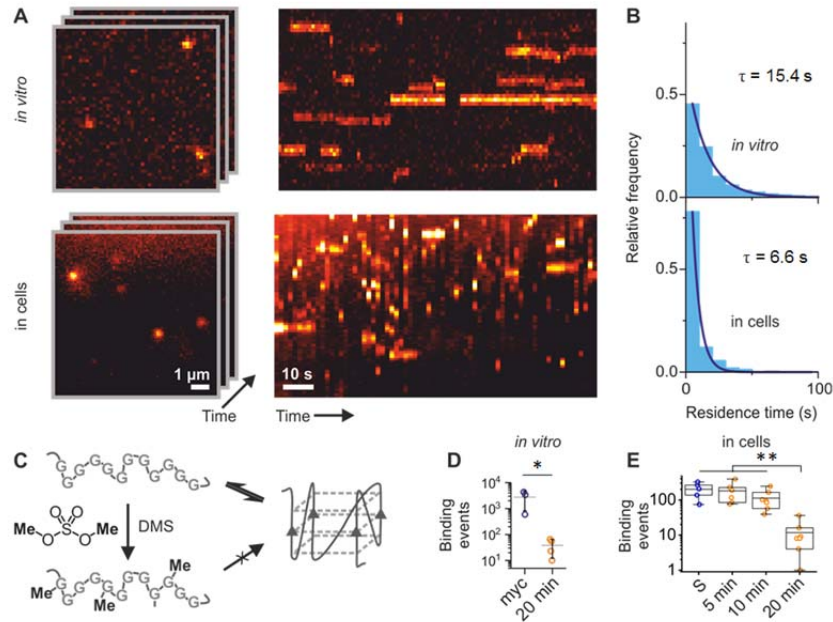 A
in vitro
in cells
1 µm
Time
10 s
Time
B
Relative frequency
0.5
0.0
τ = 15.4 s
in vitro
0.5
0.0
τ = 6.6 s
in cells
0
100
Residence time (s)
C
G G G G G G G G G G G
Me O S O Me
O O
DMS
Me
Me G G G G G G G G G G
Me
D
in vitro
*
Binding
events
10⁴
10³
10²
10¹
myc
20 min
E
in cells
**
Binding
events
100
10
1
S
5 min
10 min
20 min